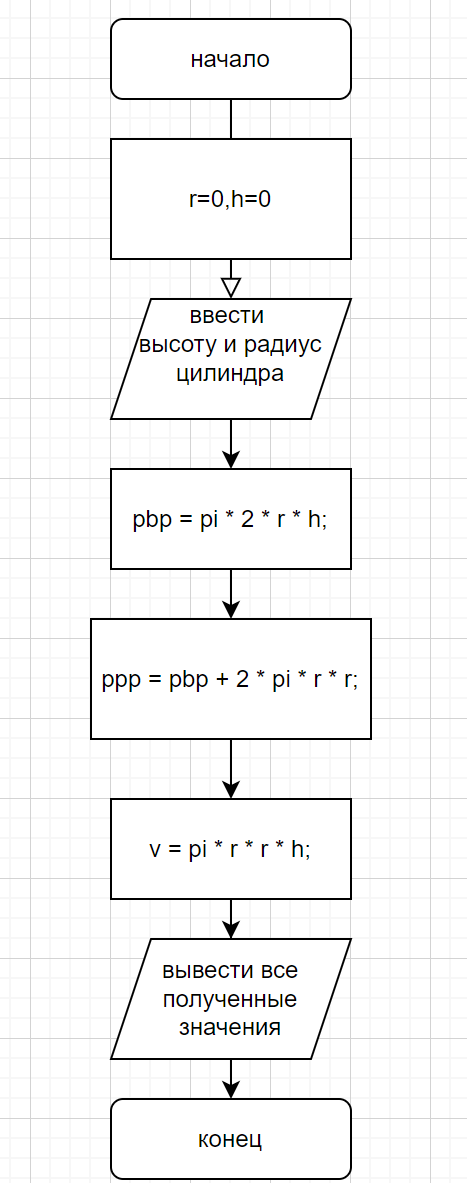 начало
r=0,h=0
ввести
высоту и радиус
цилиндра
pbp = pi * 2 * r * h;
ppp = pbp + 2 * pi * r * r;
v = pi * r * r * h;
вывести все
полученные
значения
конец